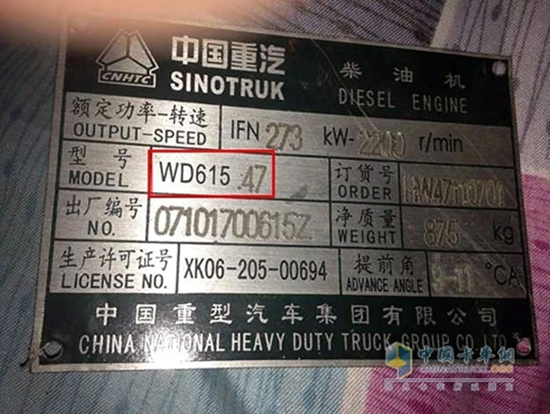 CNHTC
中国重汽 柴油机
SINOTRUK DIESEL ENGINE
额定功率-转速 IFN 273 kW- 2200 r/min
OUTPUT-SPEED
型号 WD615.47 订货号
MODEL ORDER
出厂编号 07101700615Z 净质量 875 kg
NO. WEIGHT
生产许可证号 XK06-205-00694 提前角 °CA
LICENSE NO. ADVANCE ANGLE
中国重型汽车集团有限公司
CHINA NATIONAL HEAVY DUTY TRUCK GROUP CO.LTD.
中国卡车网
CHINATRUCK.ORG